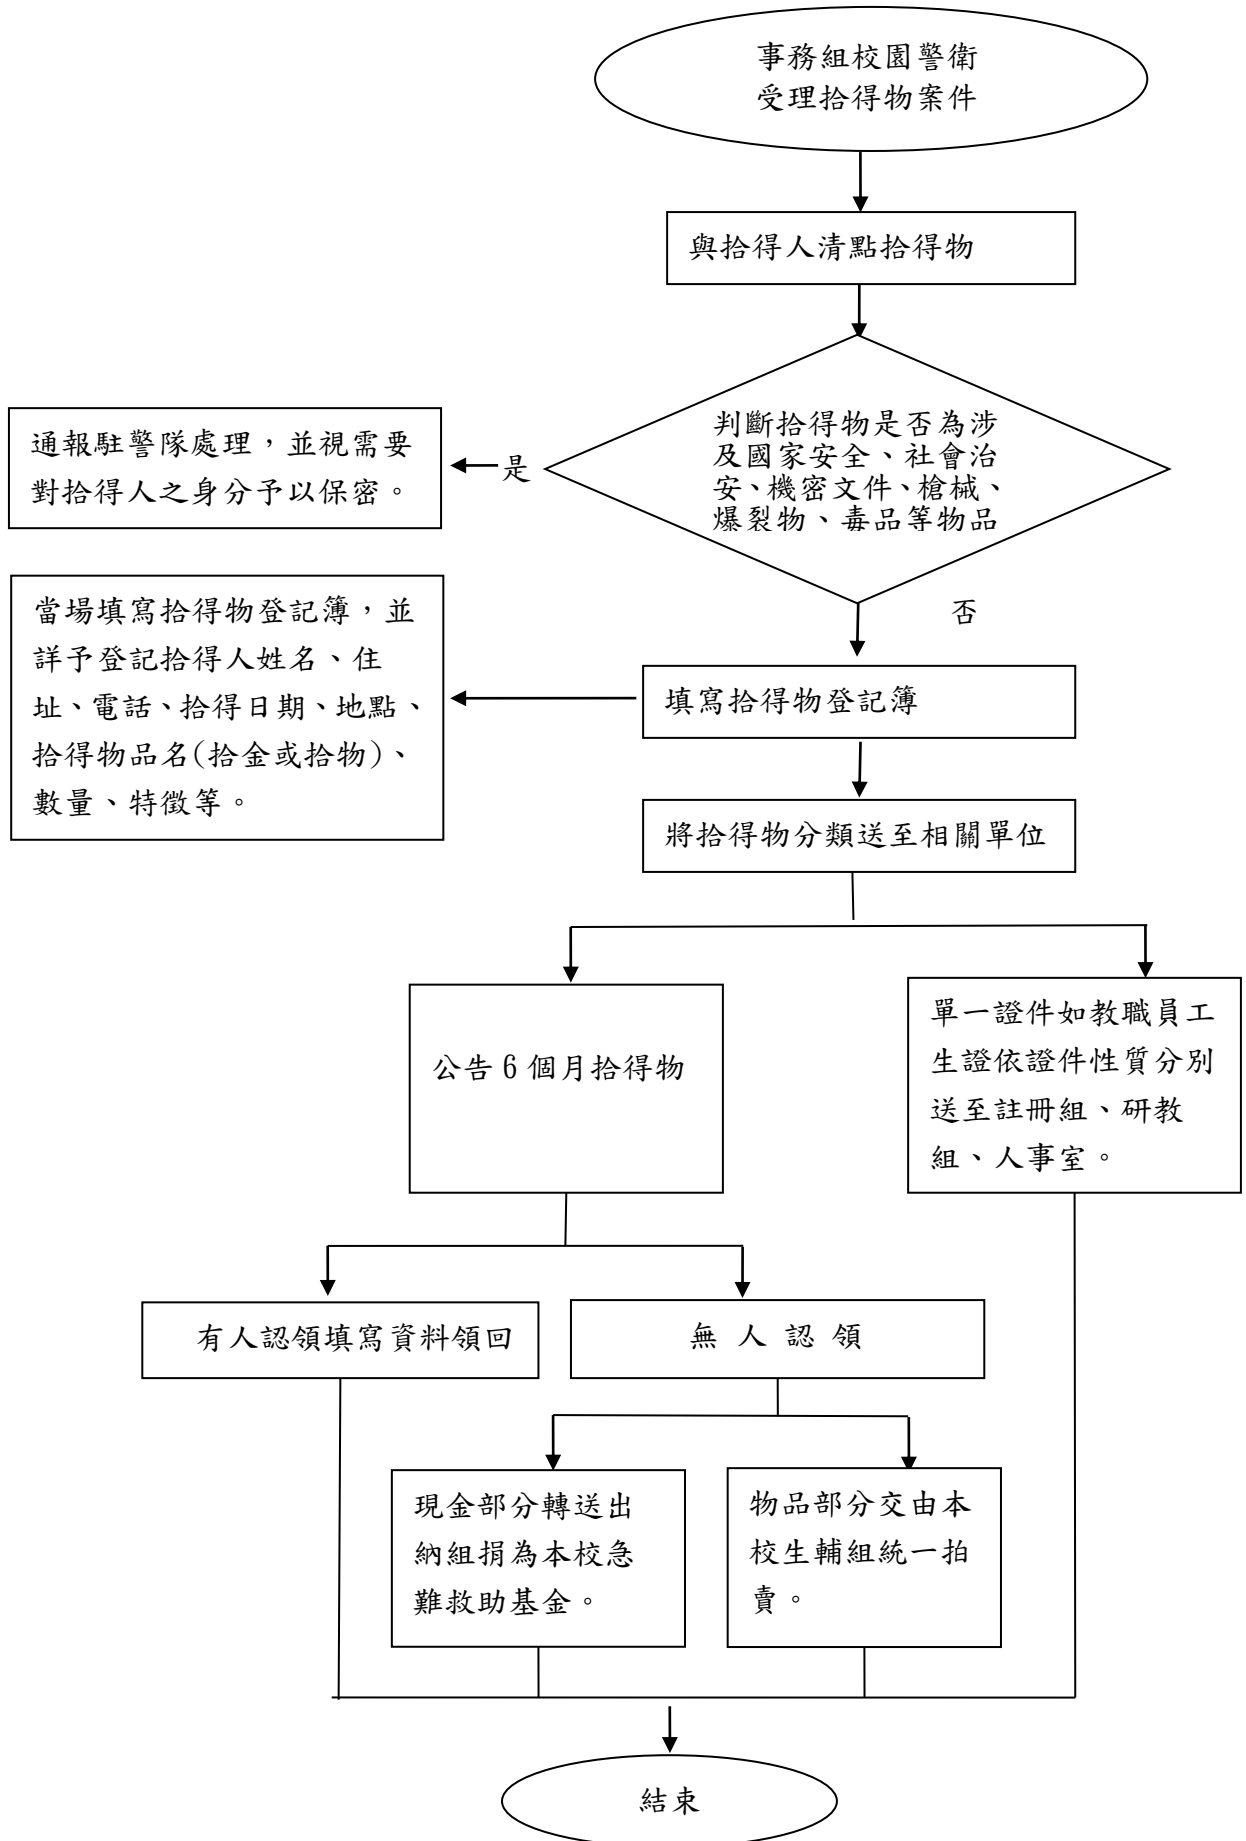 事務組校園警衛
受理拾得物案件
與拾得人清點拾得物
判斷拾得物是否為涉
及國家安全、社會治
安、機密文件、槍械、
爆裂物、毒品等物品
是
通報駐警隊處理，並視需要
對拾得人之身分予以保密。
否
填寫拾得物登記簿
當場填寫拾得物登記簿，並
詳予登記拾得人姓名、住
址、電話、拾得日期、地點、
拾得物品名(拾金或拾物)、
數量、特徵等。
將拾得物分類送至相關單位
公告 6 個月拾得物
單一證件如教職員工
生證依證件性質分別
送至註冊組、研教
組、人事室。
有人認領填寫資料領回
無 人 認 領
現金部分轉送出
納組捐為本校急
難救助基金。
物品部分交由本
校生輔組統一拍
賣。
結束